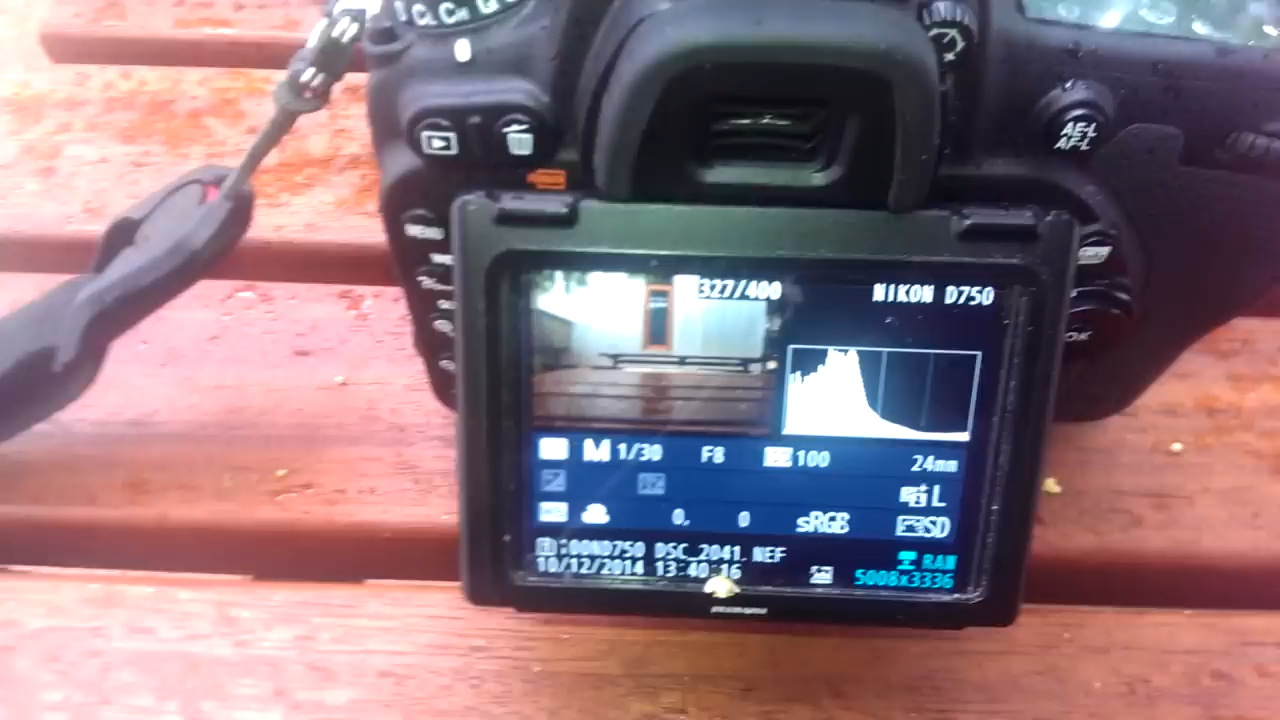 AE-L
AF-L
MENU
OK
327/400 NIKON D750
M 1/30 F8 100 24mm
L
0, 0 sRGB SD
:00ND750 DSC_2041.NEF
10/12/2014 13:40:16
RAW
5008x3336